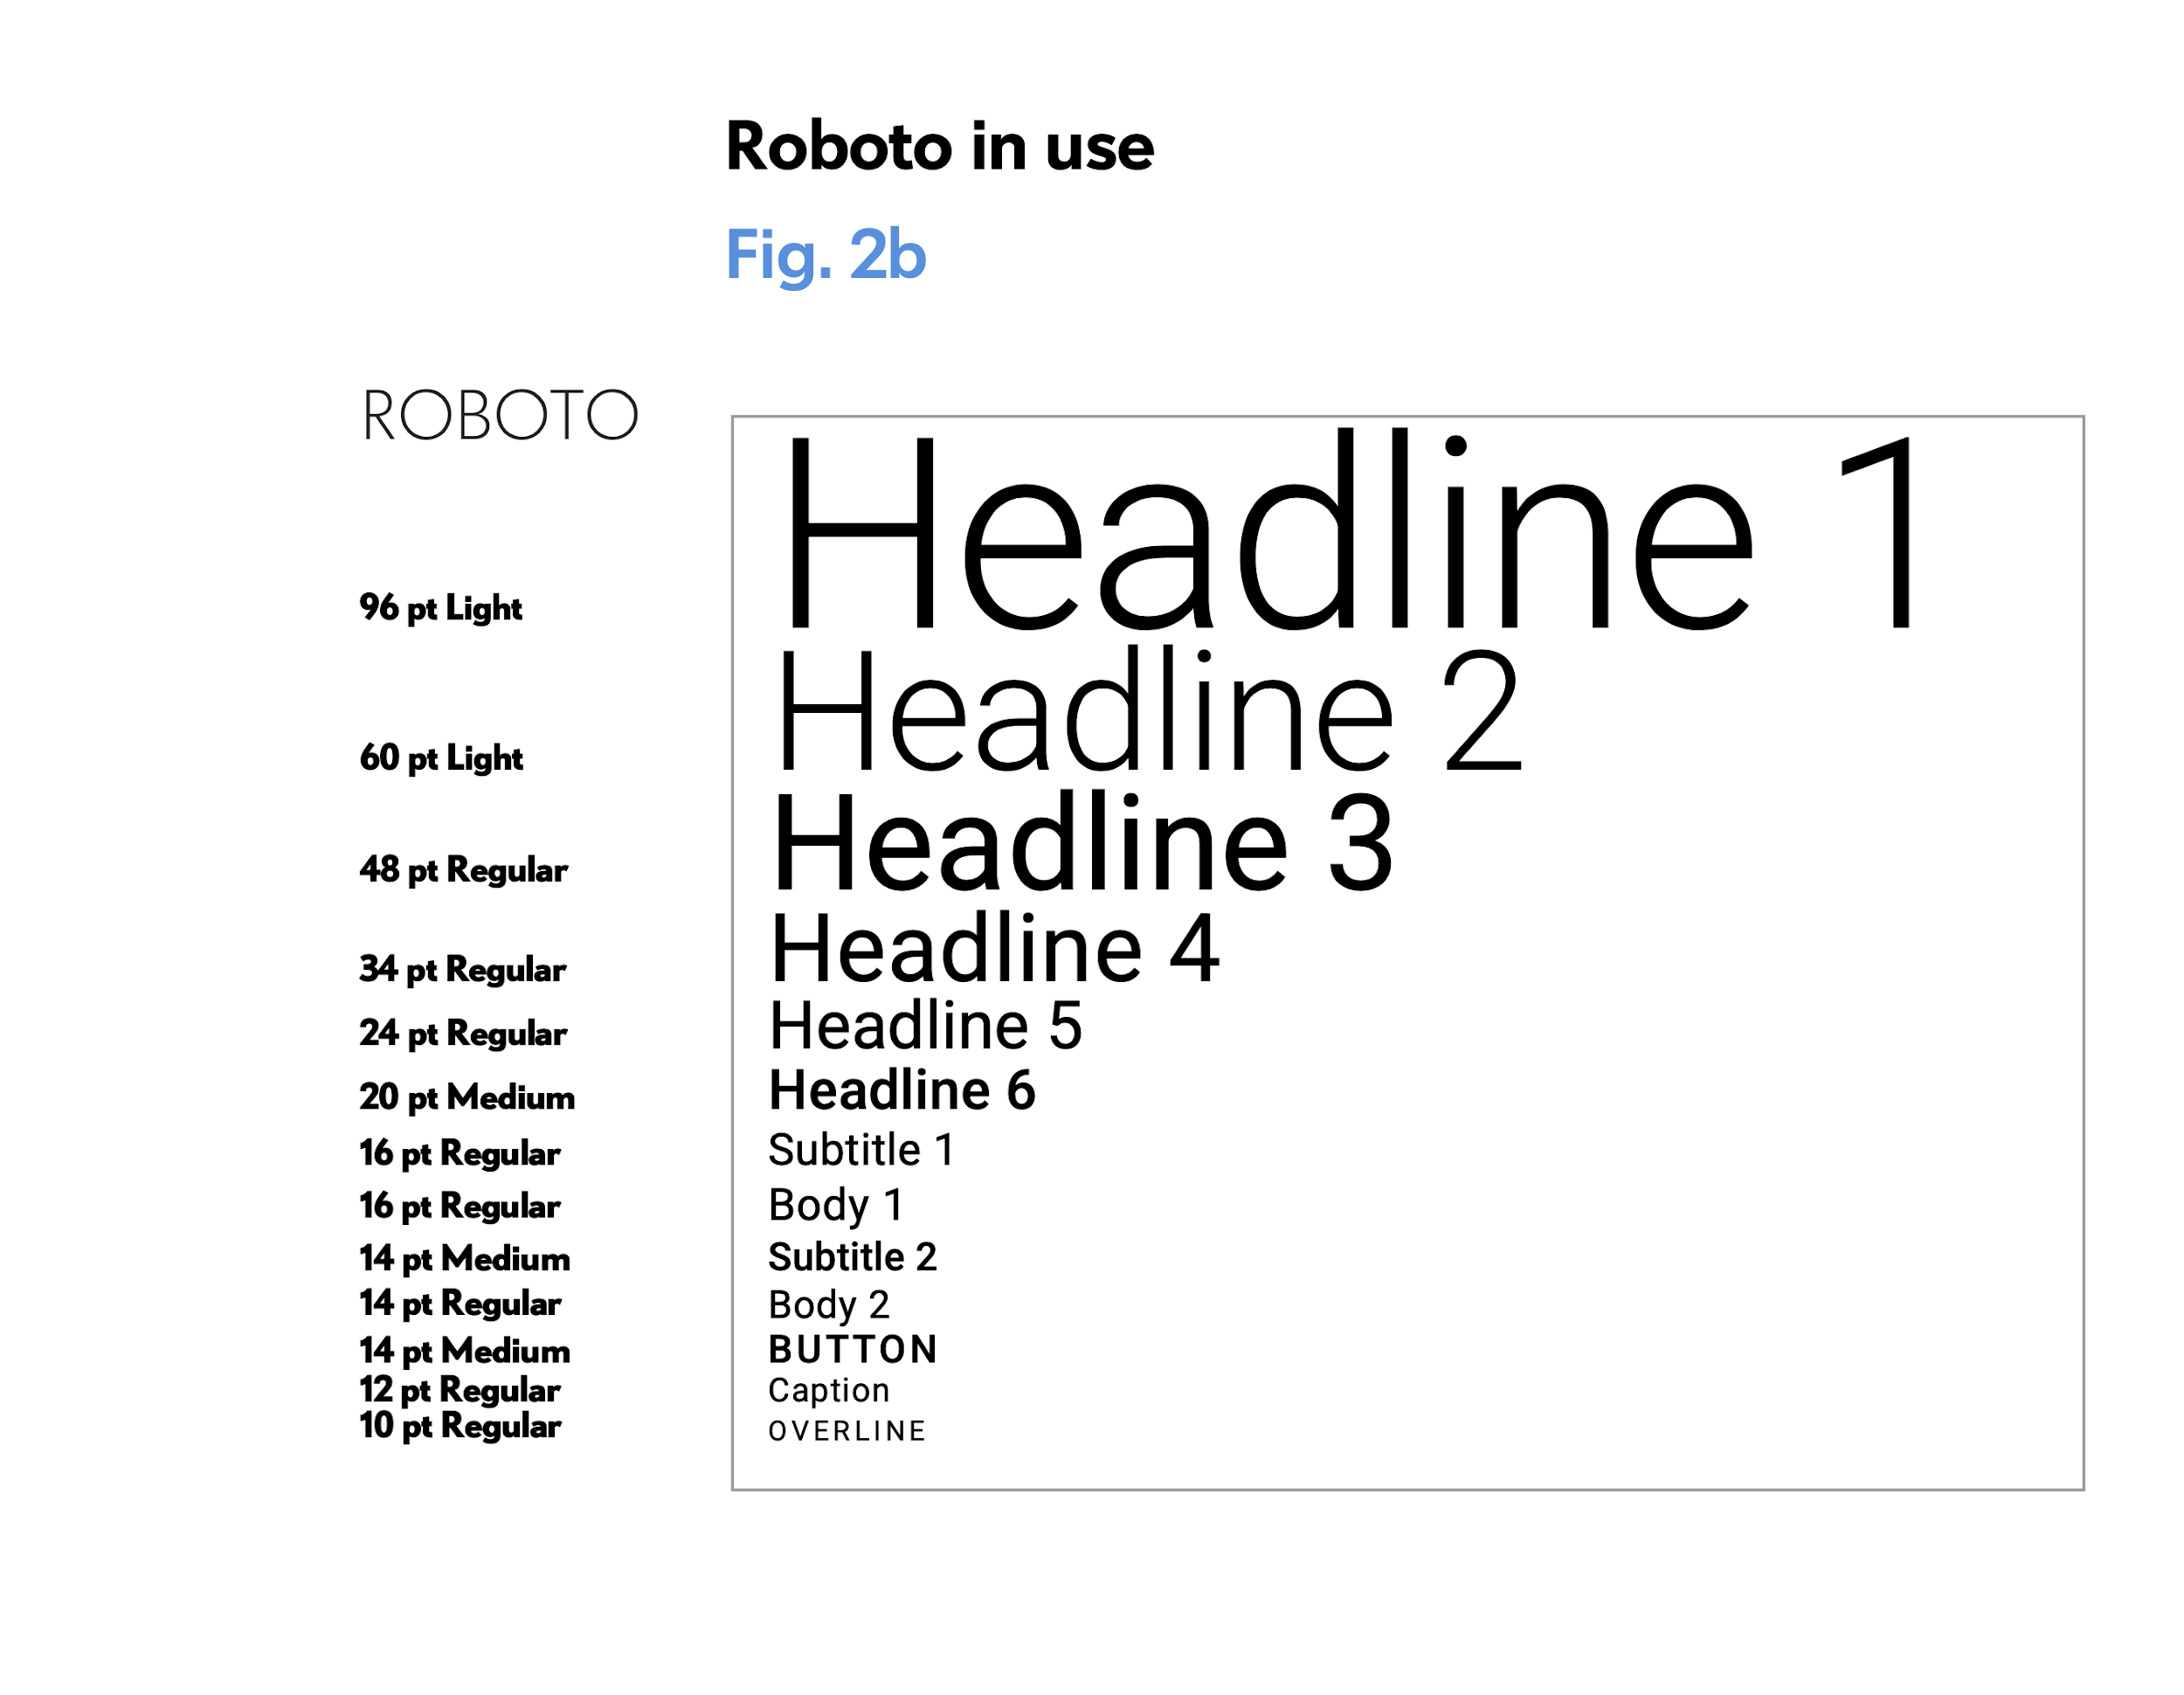 Roboto in use
Fig. 2b
ROBOTO
96 pt Light
Headline 1
60 pt Light
Headline 2
48 pt Regular
Headline 3
34 pt Regular
Headline 4
24 pt Regular
Headline 5
20 pt Medium
Headline 6
16 pt Regular
Subtitle 1
16 pt Regular
Body 1
14 pt Medium
Subtitle 2
14 pt Regular
Body 2
14 pt Medium
BUTTON
12 pt Regular
Caption
10 pt Regular
OVERLINE